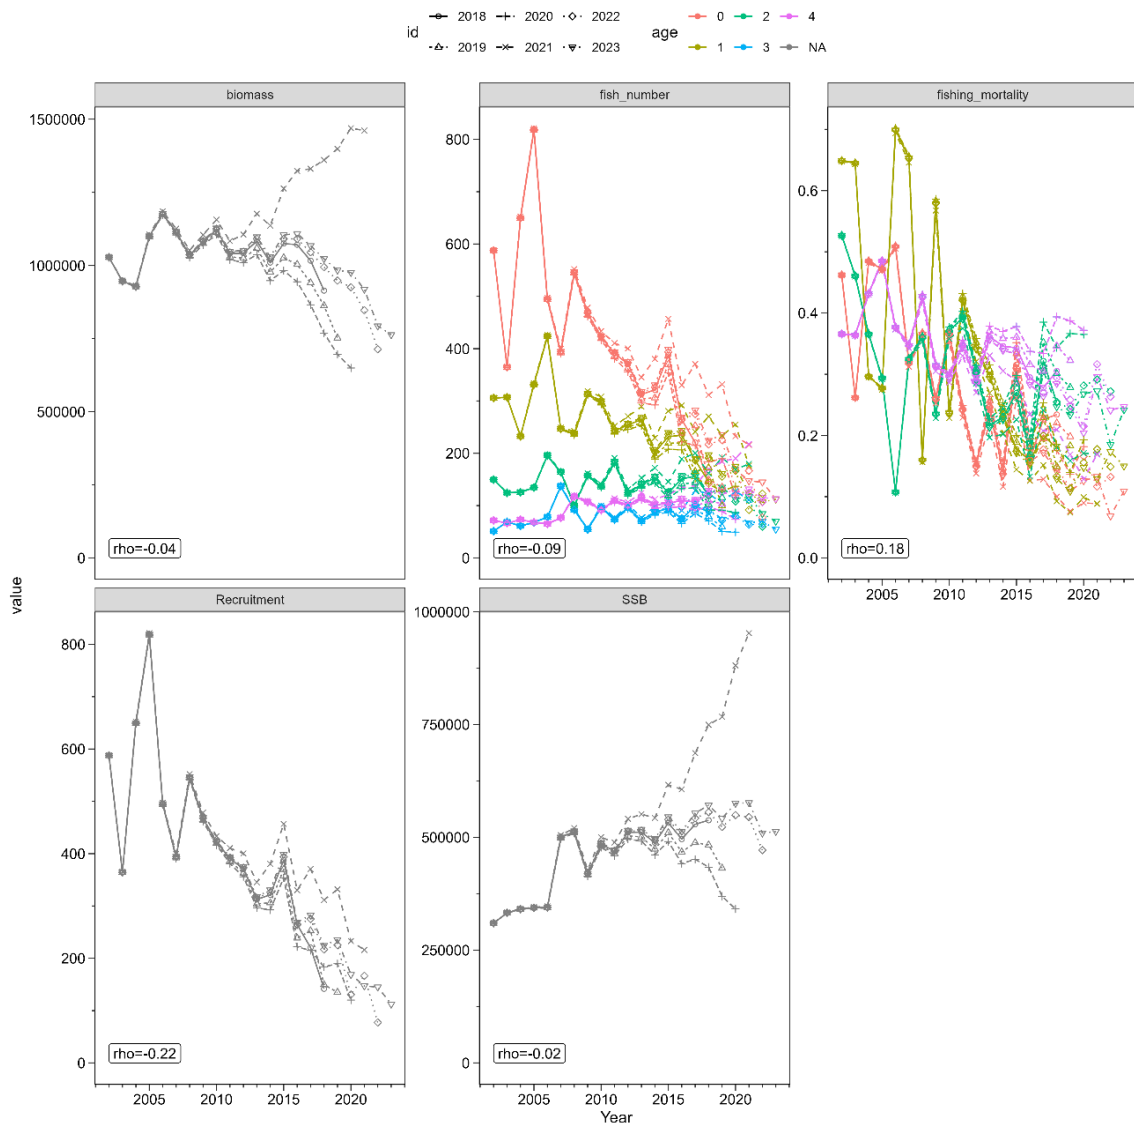 id 2018 2020 2022 age 0 2 4
2019 2021 2023 1 3 NA
biomass fish_number fishing_mortality
1500000 1000000 500000 0
800 600 400 200 0
0.6 0.4 0.2 0.0
rho=-0.04 rho=-0.09 rho=0.18
2005 2010 2015 2020
value
Recruitment SSB
800 600 400 200 0
1000000 750000 500000 250000 0
rho=-0.22 rho=-0.02
2005 2010 2015 2020 2005 2010 2015 2020
Year